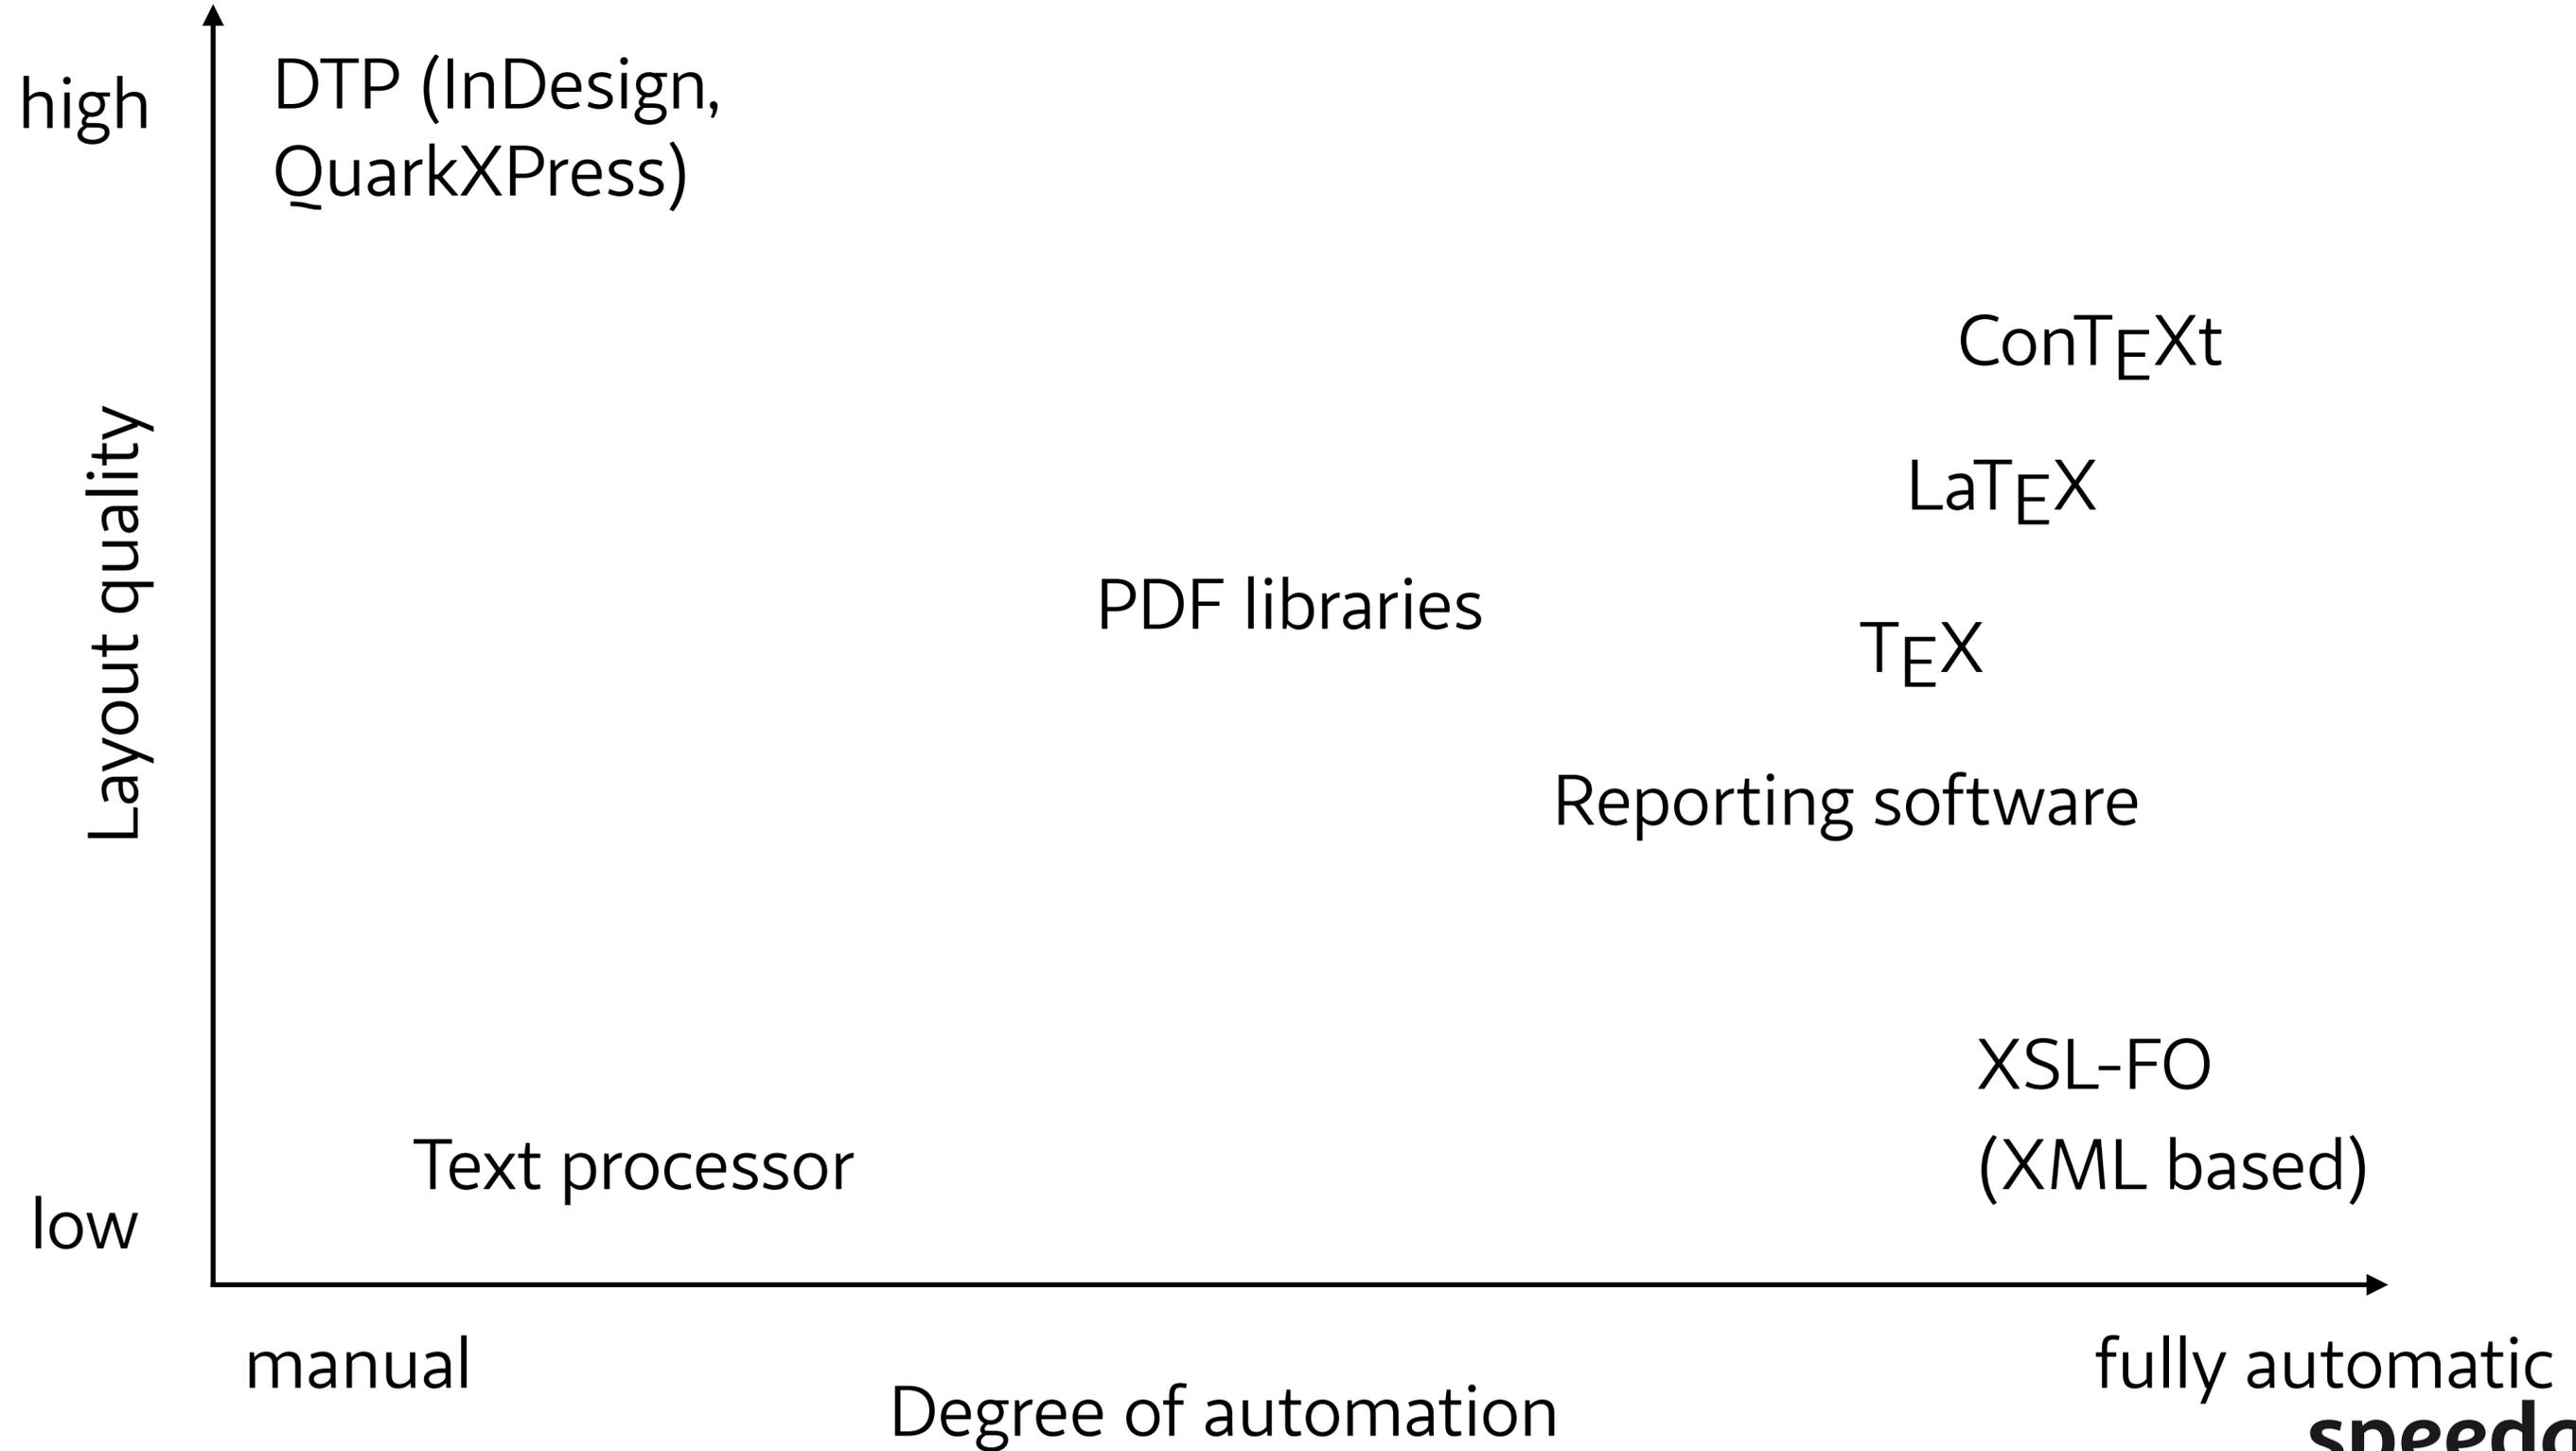 high
DTP (InDesign,
QuarkXPress)
ConTEXt
LaTEX
Layout quality
PDF libraries
TEX
Reporting software
XSL-FO
(XML based)
Text processor
low
manual
fully automatic
Degree of automation